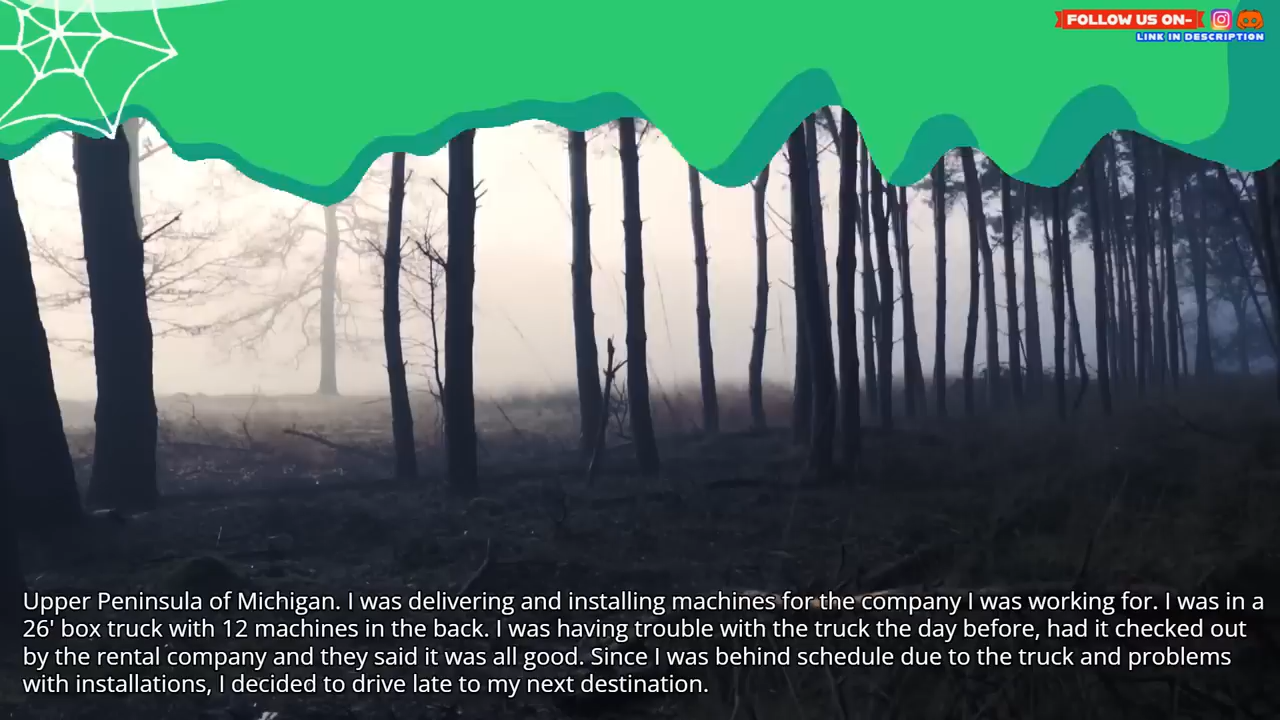 FOLLOW US ON-
LINK IN DESCRIPTION
Upper Peninsula of Michigan. I was delivering and installing machines for the company I was working for. I was in a
26' box truck with 12 machines in the back. I was having trouble with the truck the day before, had it checked out
by the rental company and they said it was all good. Since I was behind schedule due to the truck and problems
with installations, I decided to drive late to my next destination.